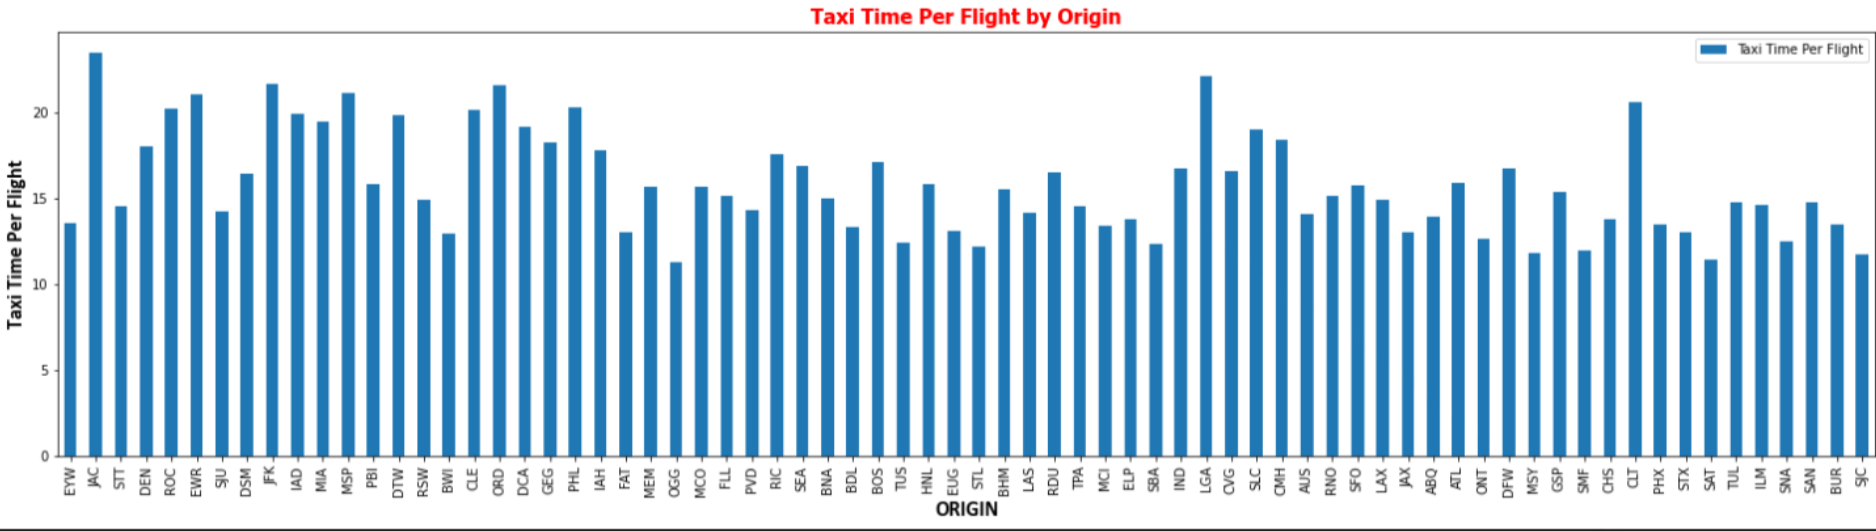 Taxi Time Per Flight by Origin
Taxi Time Per Flight
Taxi Time Per Flight
20
15
10
5
0
EYW JAC STT DEN ROC EWR SJU DSM JFK IAD MIA MSP PBI DTW RSW BWI CLE ORD DCA GEG PHL IAH FAT MEM OGG MCO FLL PVD RIC SEA BNA BDL BOS TUS HNL EUG STL BHM LAS RDU TPA MCI ELP SBA IND LGA CVG SLC CMH AUS RNO SFO LAX JAX ABQ ATL ONT DFW MSY GSP SMF CHS CLT PHX STX SAT TUL ILM SNA SAN BUR SJC
ORIGIN